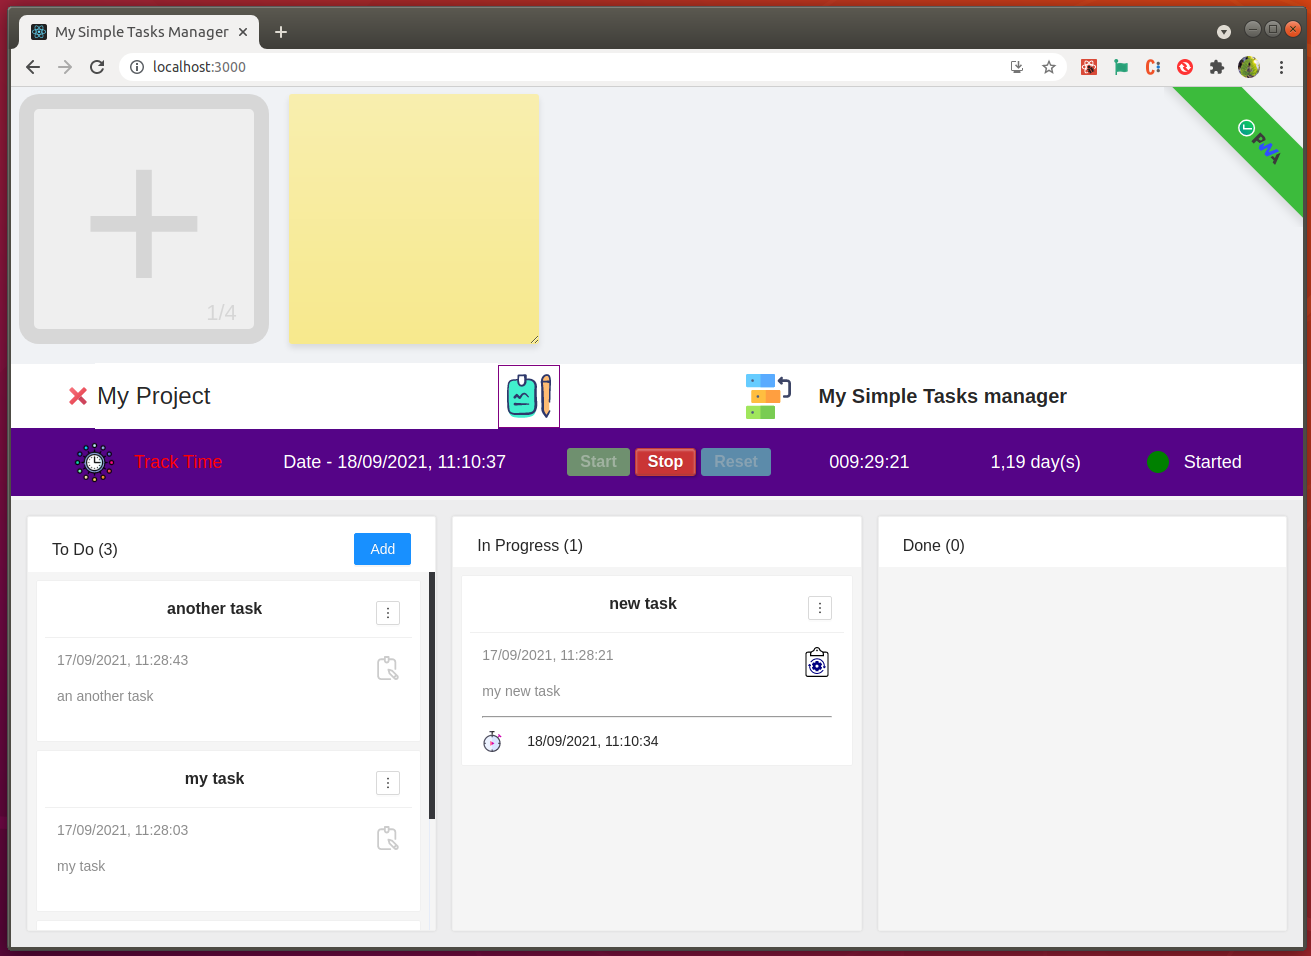 My Simple Tasks Manager
localhost:3000
1/4
PWA
My Project
My Simple Tasks manager
Track Time
Date - 18/09/2021, 11:10:37
Start
Stop
Reset
009:29:21
1,19 day(s)
Started
To Do (3)
Add
another task
17/09/2021, 11:28:43
an another task
my task
17/09/2021, 11:28:03
my task
In Progress (1)
new task
17/09/2021, 11:28:21
my new task
18/09/2021, 11:10:34
Done (0)